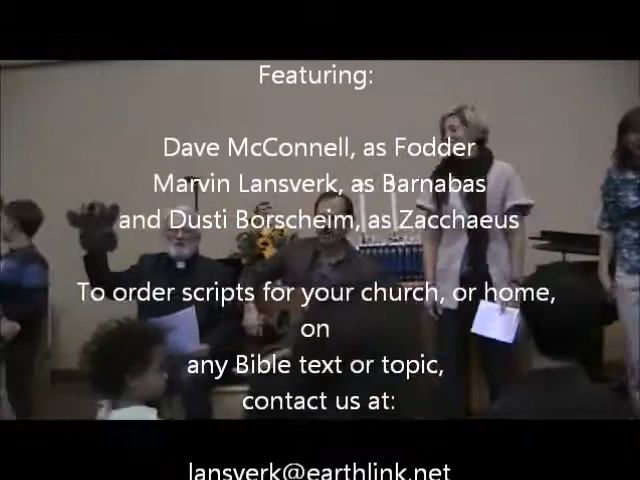 Featuring:
Dave McConnell, as Fodder
Marvin Lansverk, as Barnabas
and Dusti Borscheim, as Zacchaeus
To order scripts for your church, or home,
on
any Bible text or topic,
contact us at:
lansverk@earthlink.net